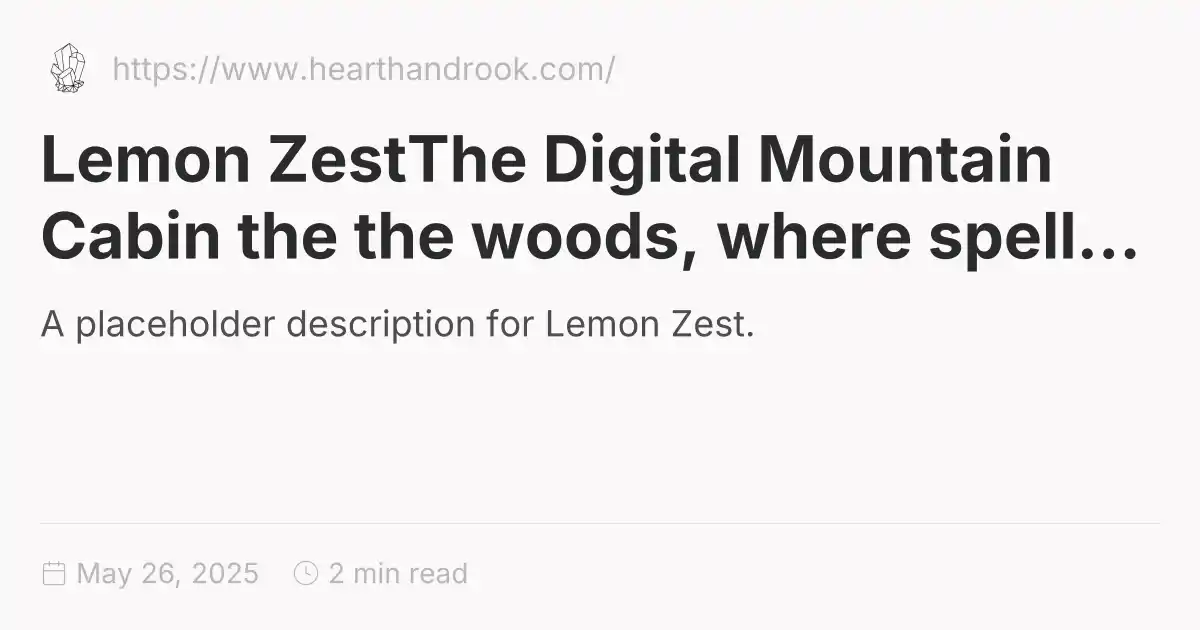 https://www.hearthandrook.com/
Lemon ZestThe Digital Mountain
Cabin the the woods, where spell...
A placeholder description for Lemon Zest.
May 26, 2025 2 min read